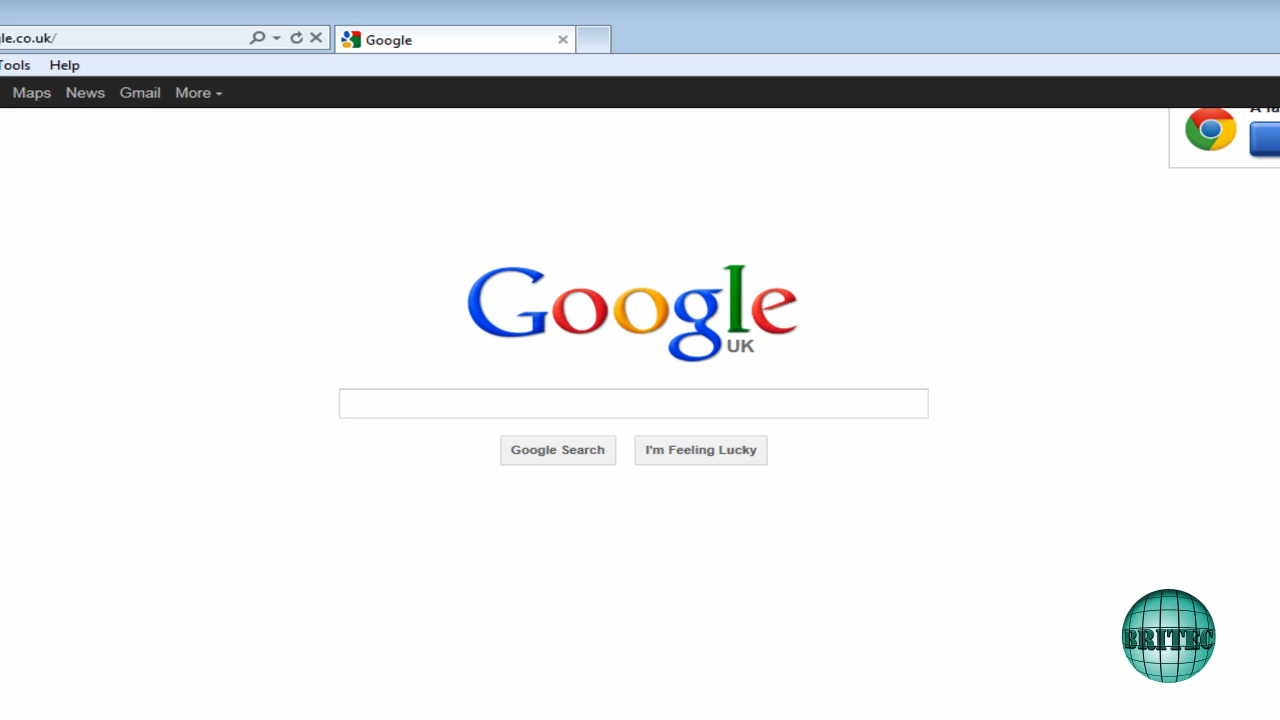 le.co.uk/
Google
Tools Help
Maps News Gmail More
Google
UK
Google Search I'm Feeling Lucky
BRITEC